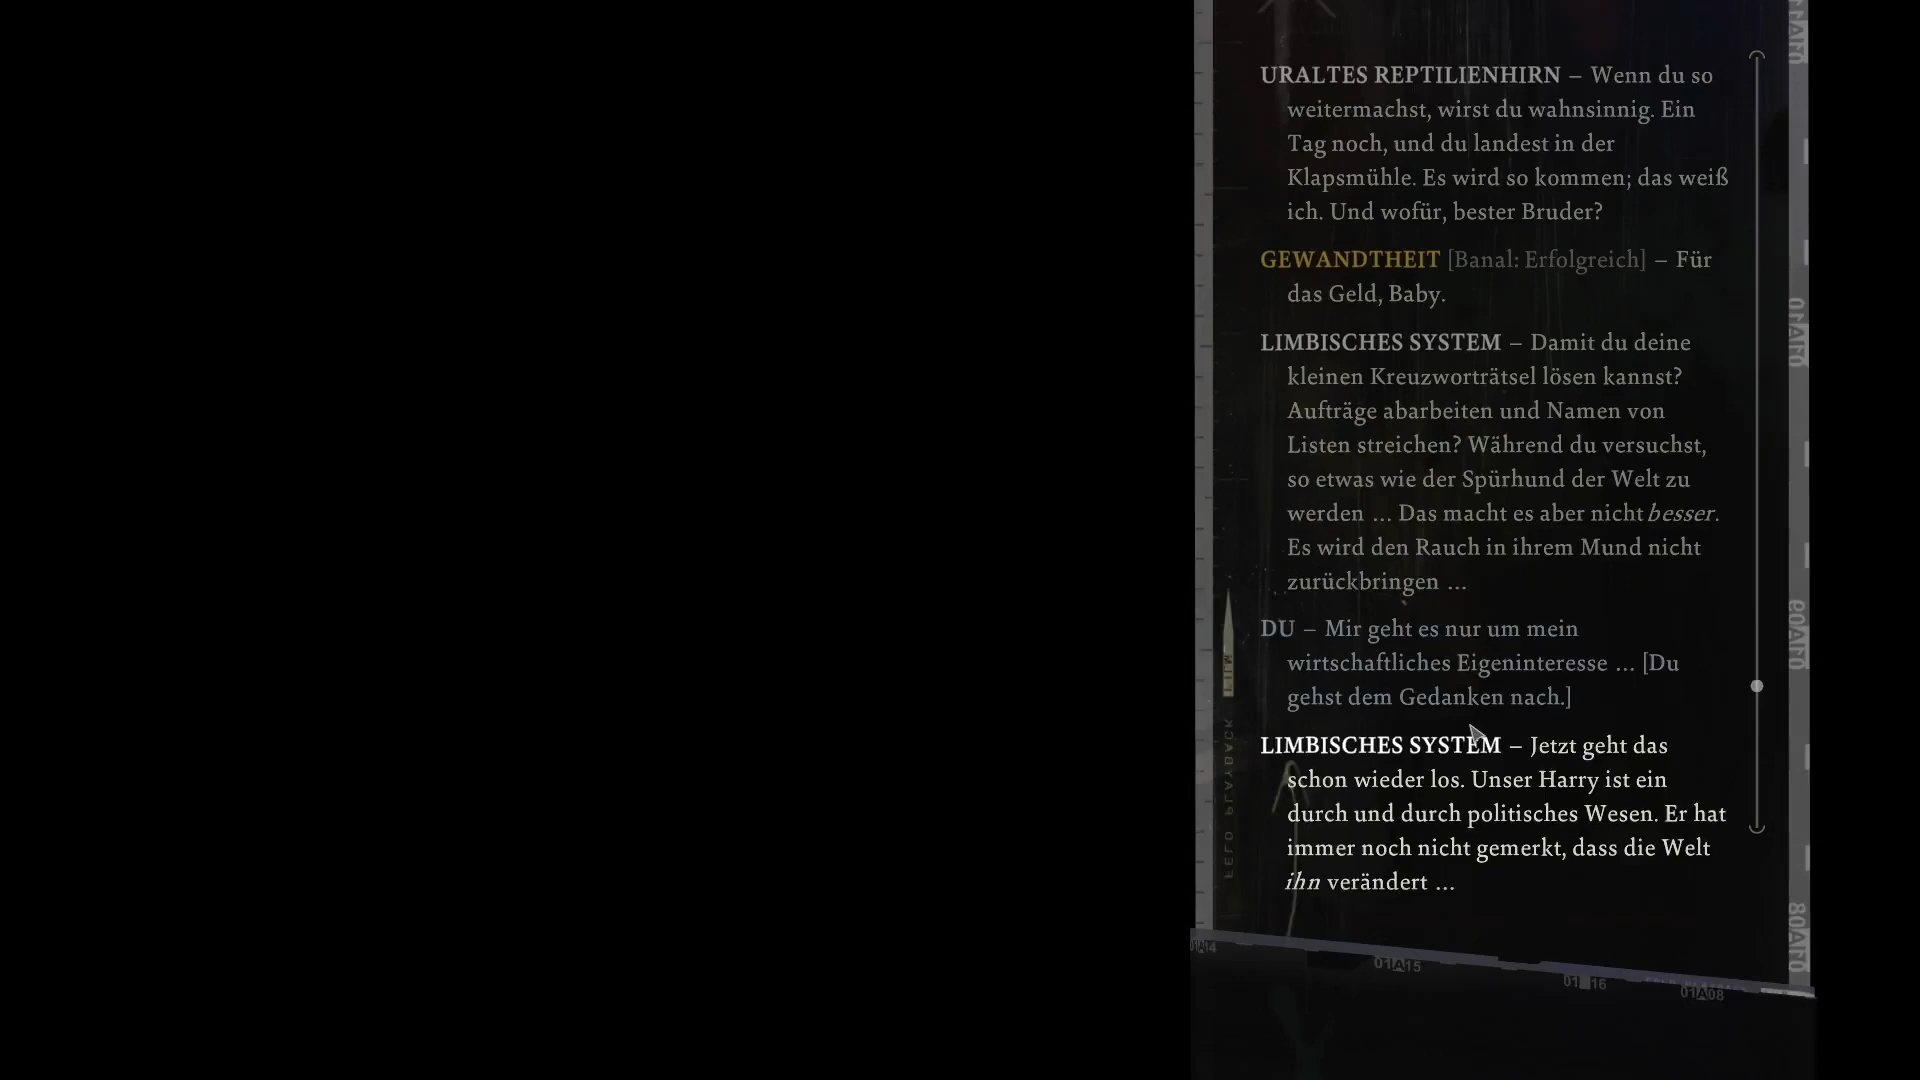 URALTES REPTILIENHIRN – Wenn du so
weitermachst, wirst du wahnsinnig. Ein
Tag noch, und du landest in der
Klapsmühle. Es wird so kommen; das weiß
ich. Und wofür, bester Bruder?
GEWANDTHEIT [Banal: Erfolgreich] – Für
das Geld, Baby.
LIMBISCHES SYSTEM – Damit du deine
kleinen Kreuzworträtsel lösen kannst?
Aufträge abarbeiten und Namen von
Listen streichen? Während du versuchst,
so etwas wie der Spürhund der Welt zu
werden ... Das macht es aber nicht besser.
Es wird den Rauch in ihrem Mund nicht
zurückbringen ...
DU – Mir geht es nur um mein
wirtschaftliches Eigeninteresse ... [Du
gehst dem Gedanken nach.]
LIMBISCHES SYSTEM – Jetzt geht das
schon wieder los. Unser Harry ist ein
durch und durch politisches Wesen. Er hat
immer noch nicht gemerkt, dass die Welt
ihn verändert ...
01A15
01A08